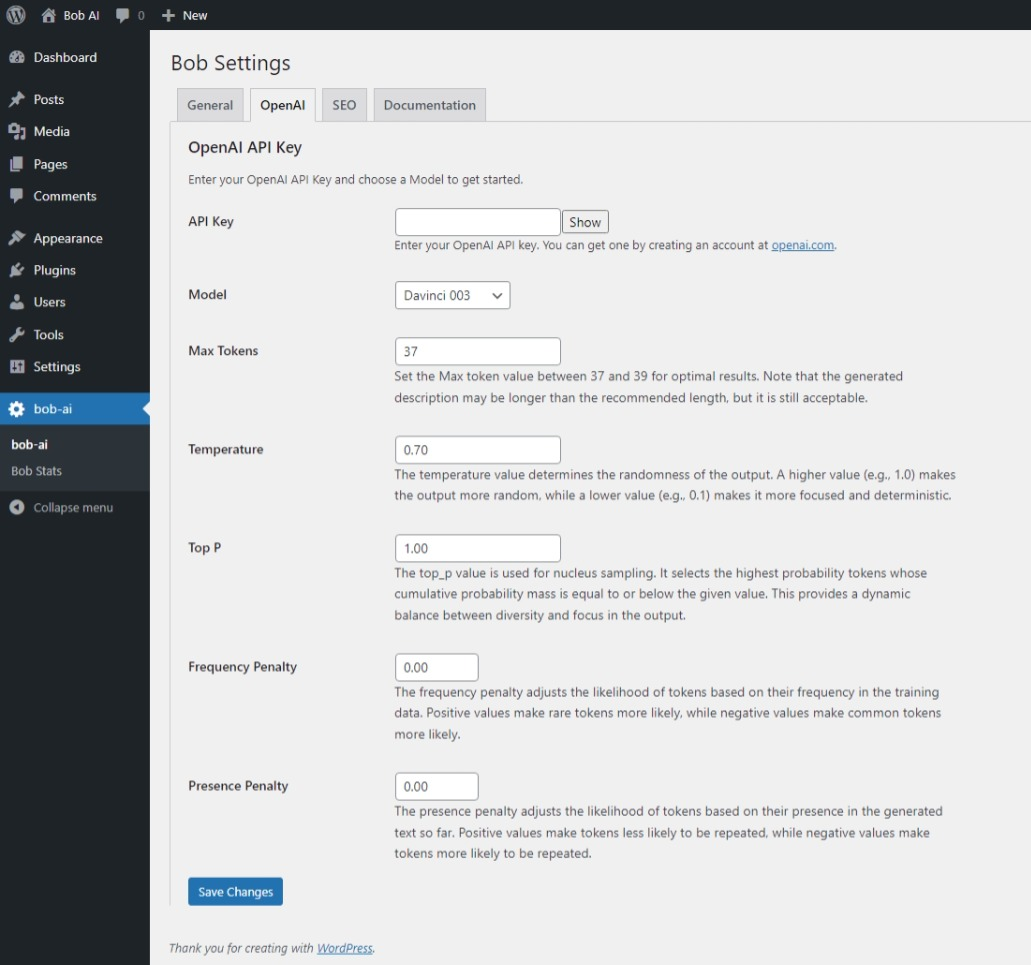 Bob AI 0 New
Dashboard
Posts
Media
Pages
Comments
Appearance
Plugins
Users
Tools
Settings
bob-ai
bob-ai
Bob Stats
Collapse menu
Bob Settings
General OpenAI SEO Documentation
OpenAI API Key
Enter your OpenAI API Key and choose a Model to get started.
API Key Show
Enter your OpenAI API key. You can get one by creating an account at openai.com.
Model Davinci 003
Max Tokens 37
Set the Max token value between 37 and 39 for optimal results. Note that the generated
description may be longer than the recommended length, but it is still acceptable.
Temperature 0.70
The temperature value determines the randomness of the output. A higher value (e.g., 1.0) makes
the output more random, while a lower value (e.g., 0.1) makes it more focused and deterministic.
Top P 1.00
The top_p value is used for nucleus sampling. It selects the highest probability tokens whose
cumulative probability mass is equal to or below the given value. This provides a dynamic
balance between diversity and focus in the output.
Frequency Penalty 0.00
The frequency penalty adjusts the likelihood of tokens based on their frequency in the training
data. Positive values make rare tokens more likely, while negative values make common tokens
more likely.
Presence Penalty 0.00
The presence penalty adjusts the likelihood of tokens based on their presence in the generated
text so far. Positive values make tokens less likely to be repeated, while negative values make
tokens more likely to be repeated.
Save Changes
Thank you for creating with WordPress.